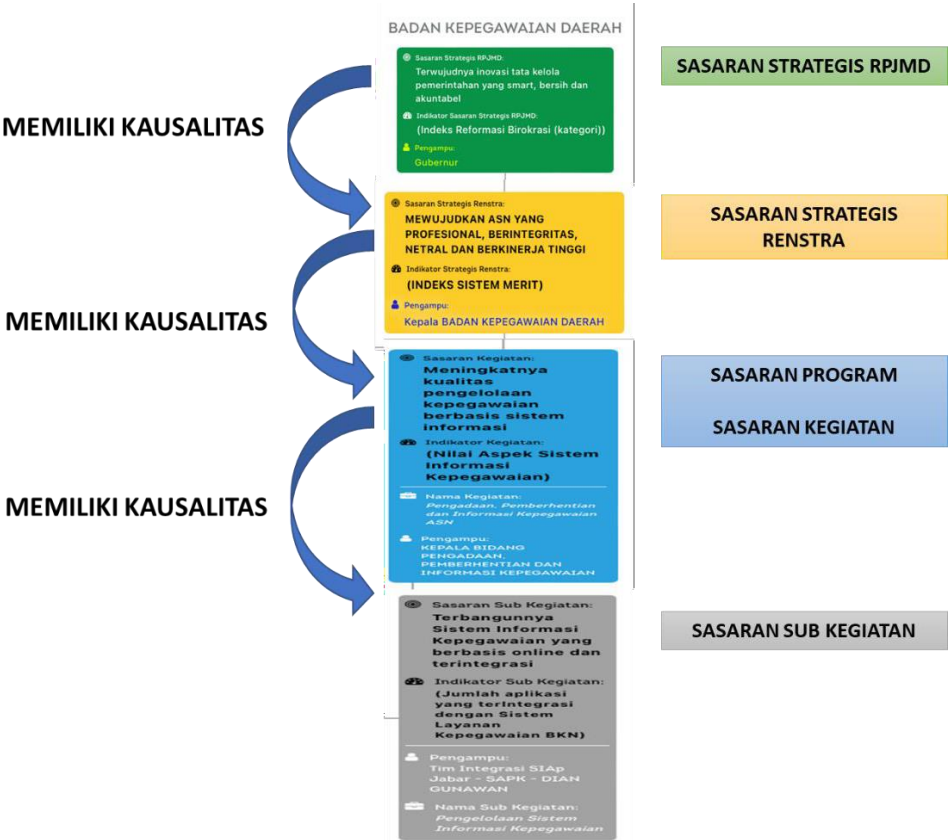 BADAN KEPEGAWAIAN DAERAH
Sasaran Strategis RPJMD:
Terwujudnya inovasi tata kelola
pemerintahan yang smart, bersih dan
akuntabel
Indikator Sasaran Strategis RPJMD:
(Indeks Reformasi Birokrasi (kategori))
Pengampu:
Gubernur
SASARAN STRATEGIS RPJMD
MEMILIKI KAUSALITAS
Sasaran Strategis Renstra:
MEWUJUDKAN ASN YANG
PROFESIONAL, BERINTEGRITAS,
NETRAL DAN BERKINERJA TINGGI
Indikator Strategis Renstra:
(INDEKS SISTEM MERIT)
Pengampu:
Kepala BADAN KEPEGAWAIAN DAERAH
SASARAN STRATEGIS
RENSTRA
MEMILIKI KAUSALITAS
Sasaran Kegiatan:
Meningkatnya
kualitas
pengelolaan
kepegawaian
berbasis sistem
informasi
Indikator Kegiatan:
(Nilai Aspek Sistem
Informasi
Kepegawaian)
Nama Kegiatan:
Pengadaan, Pemberhentian
dan Informasi Kepegawaian
ASN
Pengampu:
KEPALA BIDANG
PENGADAAN,
PEMBERHENTIAN DAN
INFORMASI KEPEGAWAIAN
SASARAN PROGRAM
SASARAN KEGIATAN
MEMILIKI KAUSALITAS
Sasaran Sub Kegiatan:
Terbangunnya
Sistem Informasi
Kepegawaian yang
berbasis online dan
terintegrasi
Indikator Sub Kegiatan:
(Jumlah aplikasi
yang terIntegrasi
dengan Sistem
Layanan
Kepegawaian BKN)
Pengampu:
Tim Integrasi SIAp
Jabar - SAPK - DIAN
GUNAWAN
Nama Sub Kegiatan:
Pengelolaan Sistem
Informasi Kepegawaian
SASARAN SUB KEGIATAN